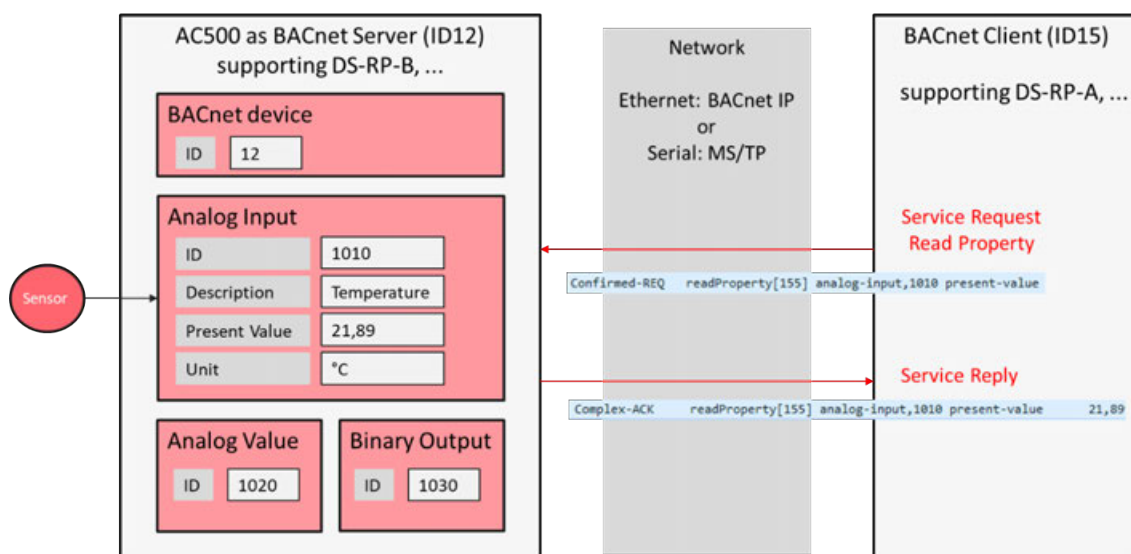 AC500 as BACnet Server (ID12)
supporting DS-RP-B, ...
BACnet device
ID 12
Analog Input
ID 1010
Description Temperature
Present Value 21,89
Unit °C
Sensor
Analog Value
ID 1020
Binary Output
ID 1030
Network
Ethernet: BACnet IP
or
Serial: MS/TP
BACnet Client (ID15)
supporting DS-RP-A, ...
Service Request
Read Property
Confirmed-REQ readProperty[155] analog-input,1010 present-value
Service Reply
Complex-ACK readProperty[155] analog-input,1010 present-value 21,89